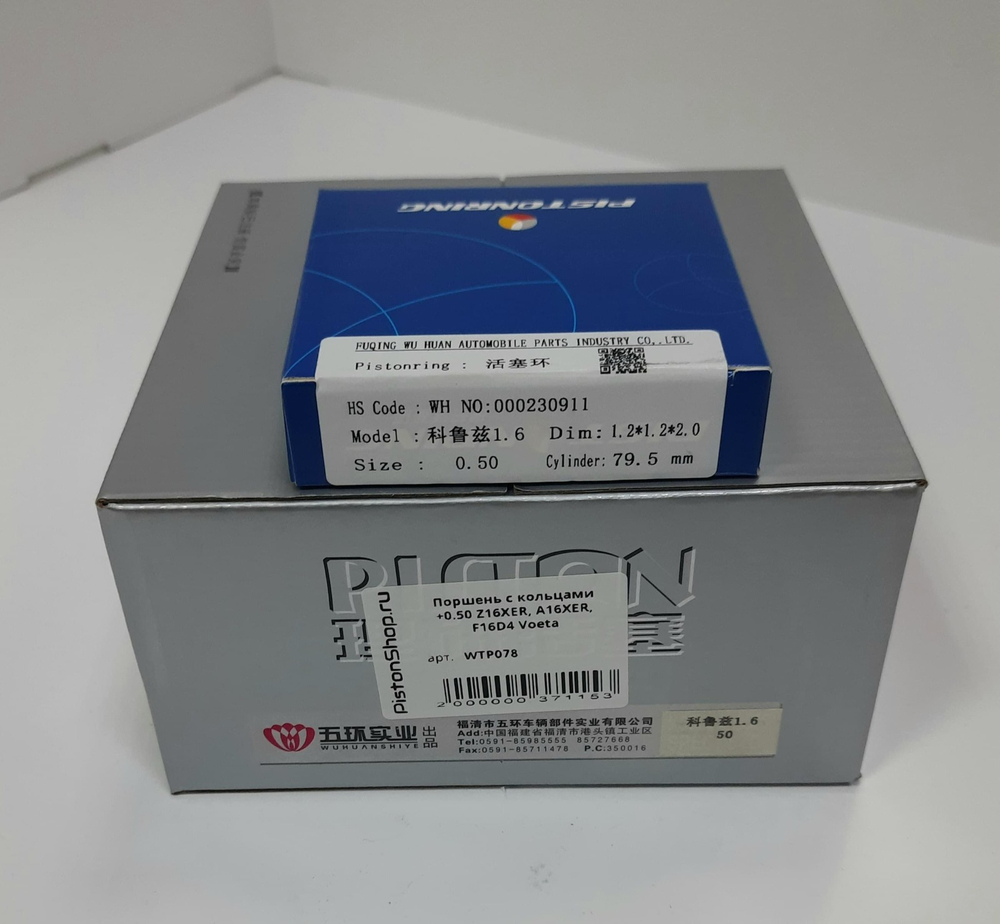 PISTONRING
FUQING WU HUAN AUTOMOBILE PARTS INDUSTRY CO,.LTD.
Pistonring : 活塞环
HS Code : WH NO:000230911
Model : 科鲁兹1.6 Dim: 1.2*1.2*2.0
Size : 0.50 Cylinder: 79.5 mm
PISTON
PistonShop.ru
Поршень с кольцами
+0.50 Z16XER, A16XER,
F16D4 Voeta
арт. WTP078
2 000000 371153
五环实业 出品
WUHUANSHIYE
福清市五环车辆部件实业有限公司
Add:中国福建省福清市港头镇工业区
Tel:0591-85985555 85727668
Fax:0591-85711478 P.C:350016
科鲁兹1.6
50